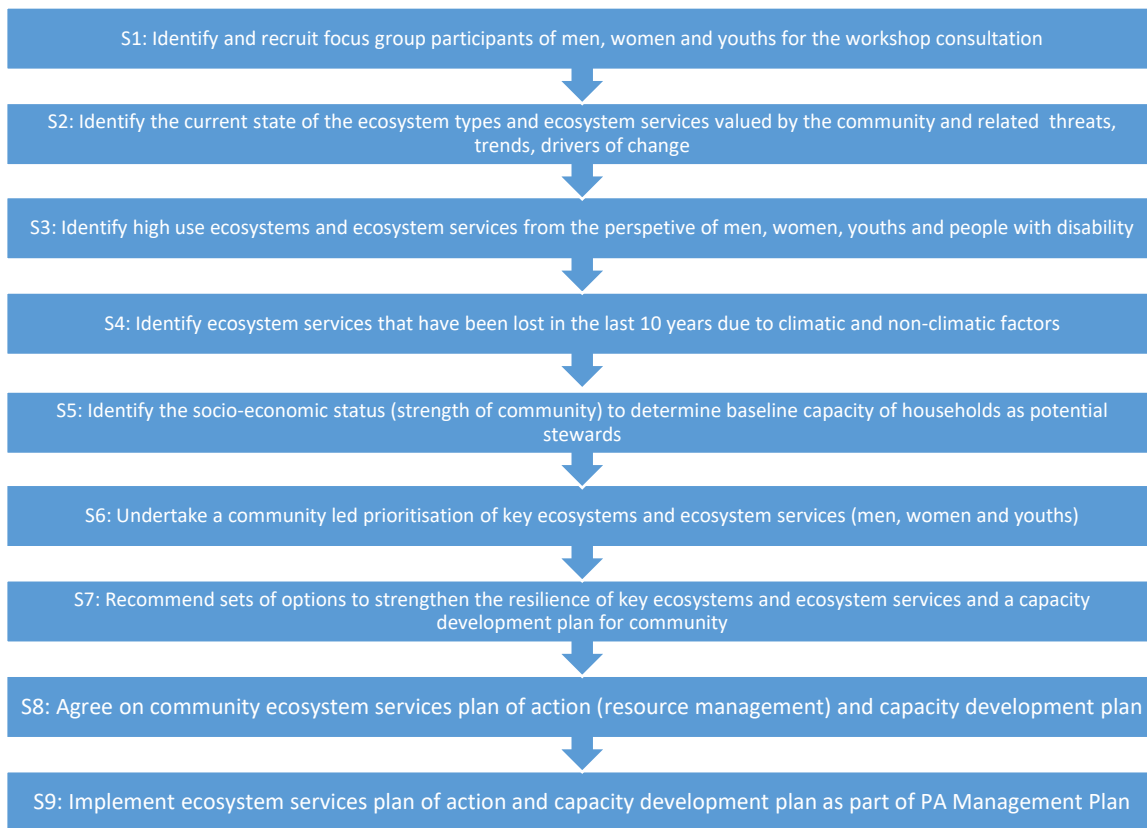 S1: Identify and recruit focus group participants of men, women and youths for the workshop consultation
S2: Identify the current state of the ecosystem types and ecosystem services valued by the community and related threats,
trends, drivers of change
S3: Identify high use ecosystems and ecosystem services from the perspetive of men, women, youths and people with disability
S4: Identify ecosystem services that have been lost in the last 10 years due to climatic and non-climatic factors
S5: Identify the socio-economic status (strength of community) to determine baseline capacity of households as potential
stewards
S6: Undertake a community led prioritisation of key ecosystems and ecosystem services (men, women and youths)
S7: Recommend sets of options to strengthen the resilience of key ecosystems and ecosystem services and a capacity
development plan for community
S8: Agree on community ecosystem services plan of action (resource management) and capacity development plan
S9: Implement ecosystem services plan of action and capacity development plan as part of PA Management Plan